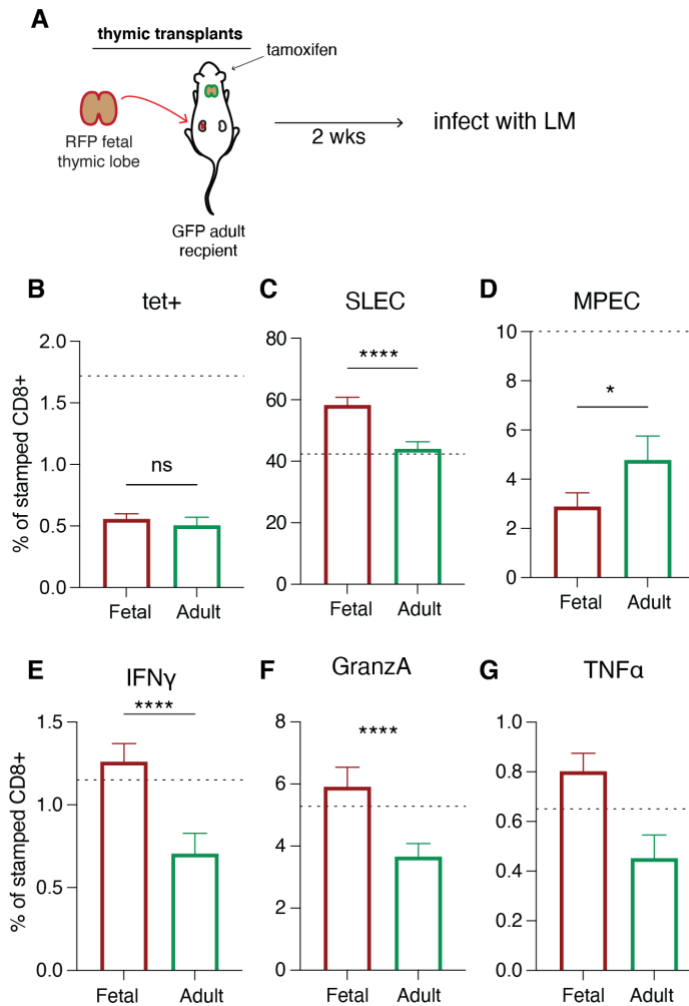 A
thymic transplants
tamoxifen
RFP fetal
thymic lobe
2 wks
infect with LM
GFP adult
recpient
B
tet+
% of stamped CD8+
2.0
1.5
1.0
0.5
0.0
ns
Fetal Adult
C
SLEC
80
60
40
20
0
****
Fetal Adult
D
MPEC
10
8
6
4
2
0
*
Fetal Adult
E
IFNγ
% of stamped CD8+
1.5
1.0
0.5
0.0
****
Fetal Adult
F
GranzA
8
6
4
2
0
****
Fetal Adult
G
TNFα
1.0
0.8
0.6
0.4
0.2
0.0
Fetal Adult